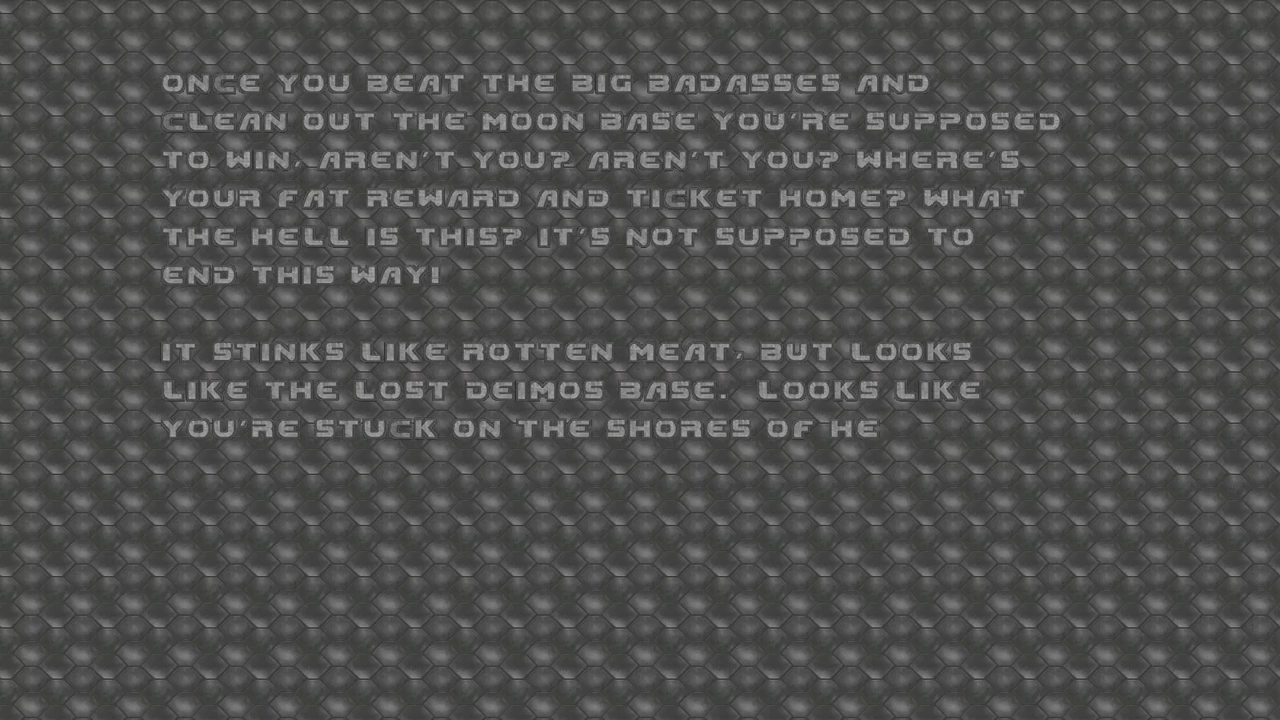 ONCE YOU BEAT THE BIG BADASSES AND
CLEAN OUT THE MOON BASE YOU'RE SUPPOSED
TO WIN, AREN'T YOU? AREN'T YOU? WHERE'S
YOUR FAT REWARD AND TICKET HOME? WHAT
THE HELL IS THIS? IT'S NOT SUPPOSED TO
END THIS WAY!
IT STINKS LIKE ROTTEN MEAT, BUT LOOKS
LIKE THE LOST DEIMOS BASE.  LOOKS LIKE
YOU'RE STUCK ON THE SHORES OF HE